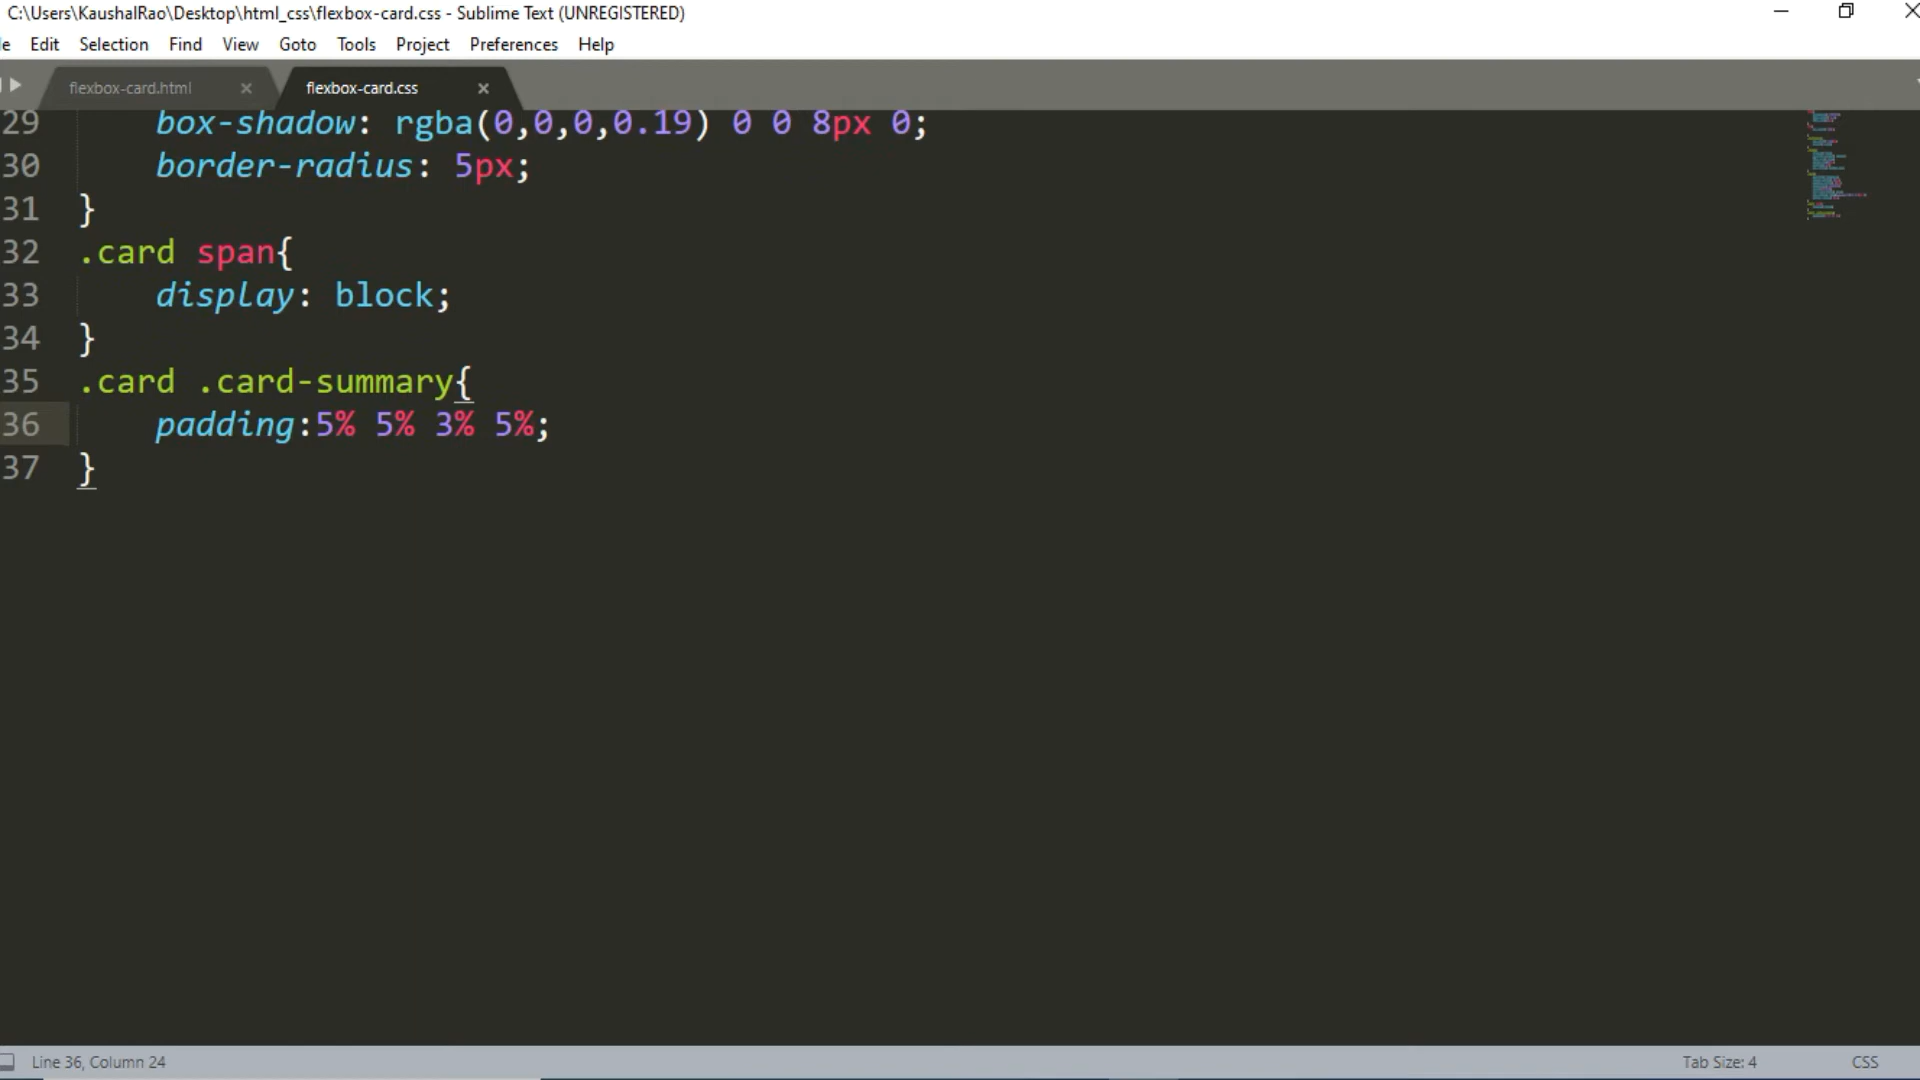 C:\Users\KaushalRao\Desktop\html_css\flexbox-card.css - Sublime Text (UNREGISTERED)
Edit Selection Find View Goto Tools Project Preferences Help
flexbox-card.html flexbox-card.css
29 box-shadow: rgba(0,0,0,0.19) 0 0 8px 0;
30 border-radius: 5px;
31 }
32 .card span{
33 display: block;
34 }
35 .card .card-summary{
36 padding:5% 5% 3% 5%;
37 }
Line 36, Column 24 Tab Size: 4 CSS